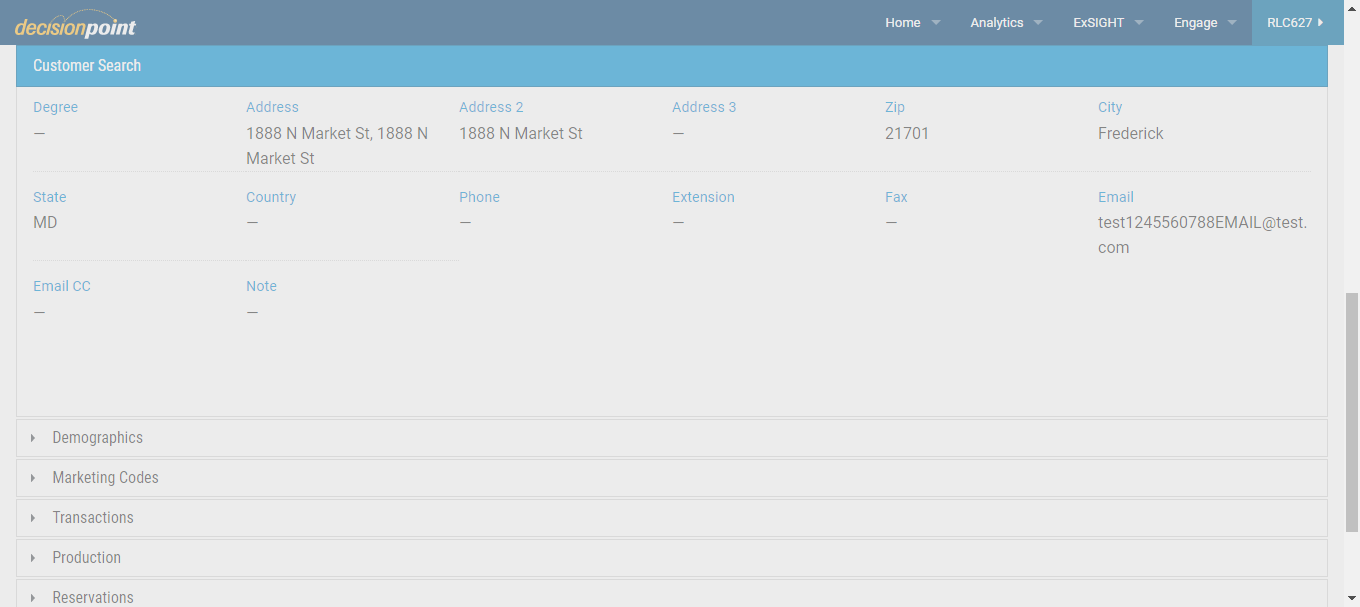 decisionpoint
Home Analytics ExSIGHT Engage RLC627
Customer Search
Degree Address Address 2 Address 3 Zip City
— 1888 N Market St, 1888 N 1888 N Market St — 21701 Frederick
Market St
State Country Phone Extension Fax Email
MD — — — — test1245560788EMAIL@test.
com
Email CC Note
— —
Demographics
Marketing Codes
Transactions
Production
Reservations